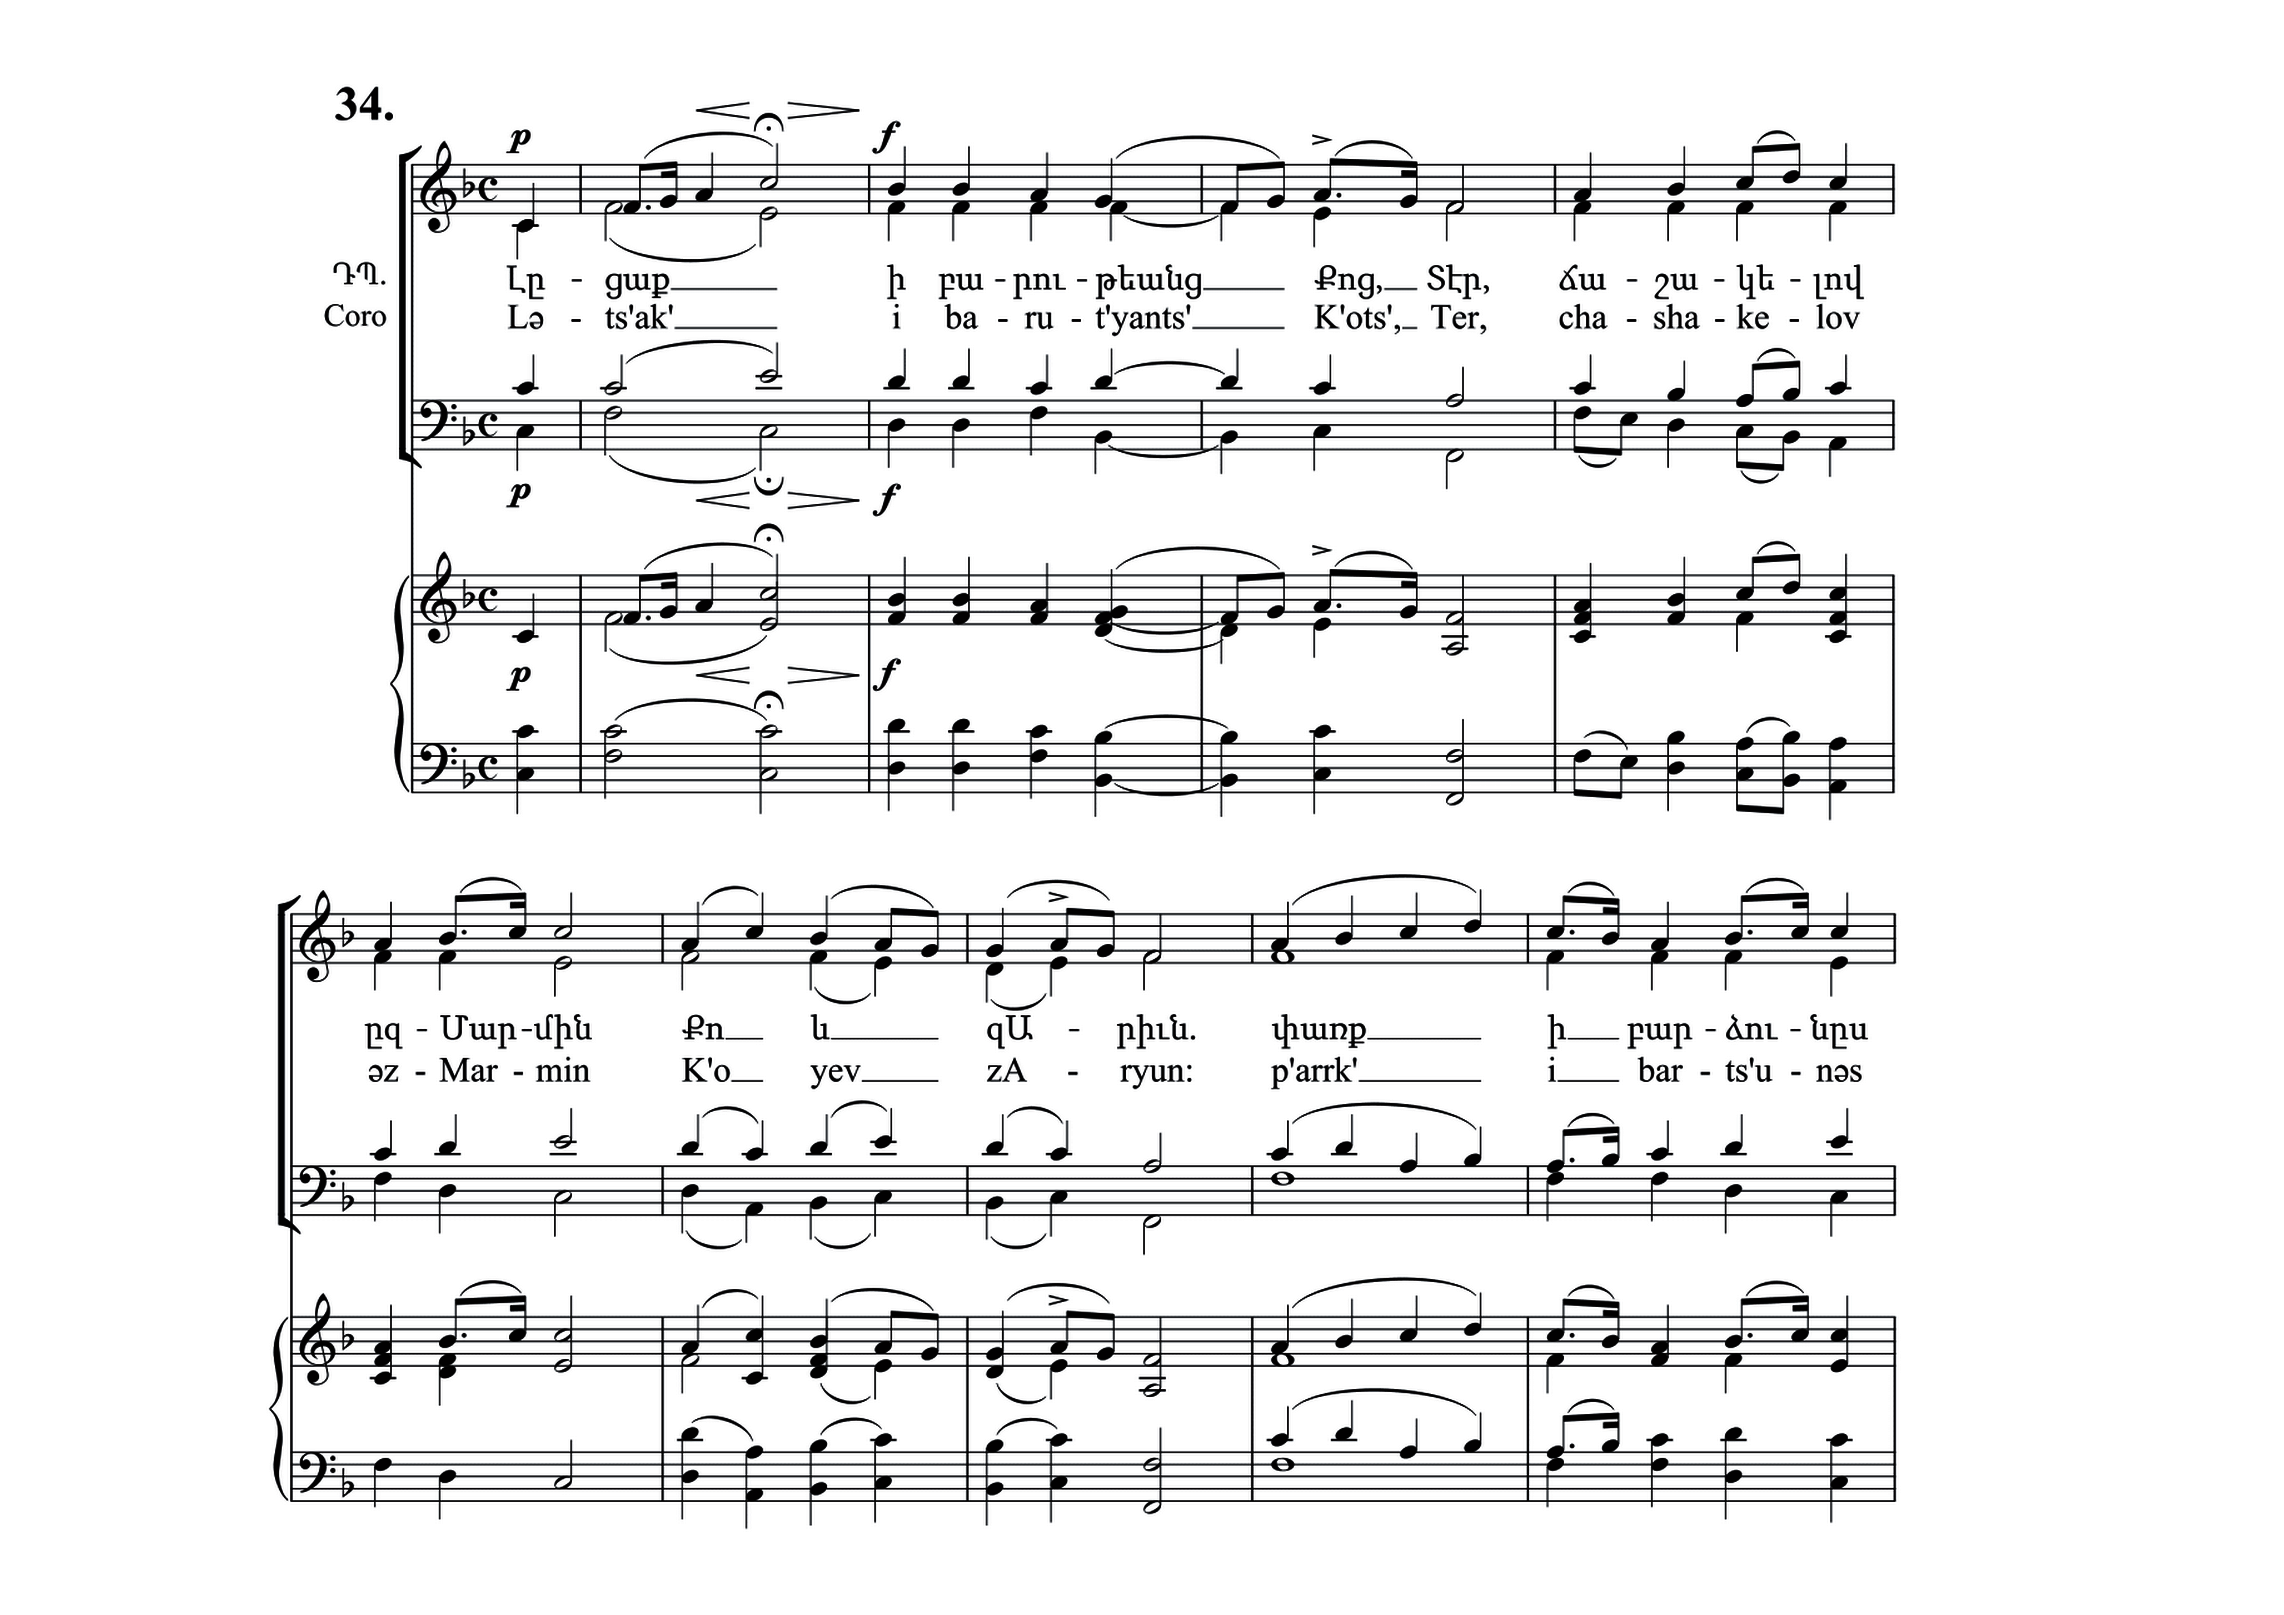 34.
p
f
ԴՊ. Լը - ցաք ի բա - րու - թեանց Քոց, Տէր, ճա - շա - կե - լով
Coro Lə - ts'ak' i ba - ru - t'yants' K'ots', Ter, cha - sha - ke - lov
p f
p f
ըզ - Մար - մին Քո և զԱ - րիւն. փառք ի բար - ձու - նըս
əz - Mar - min K'o yev zA - ryun: p'arrk' i bar - ts'u - nəs